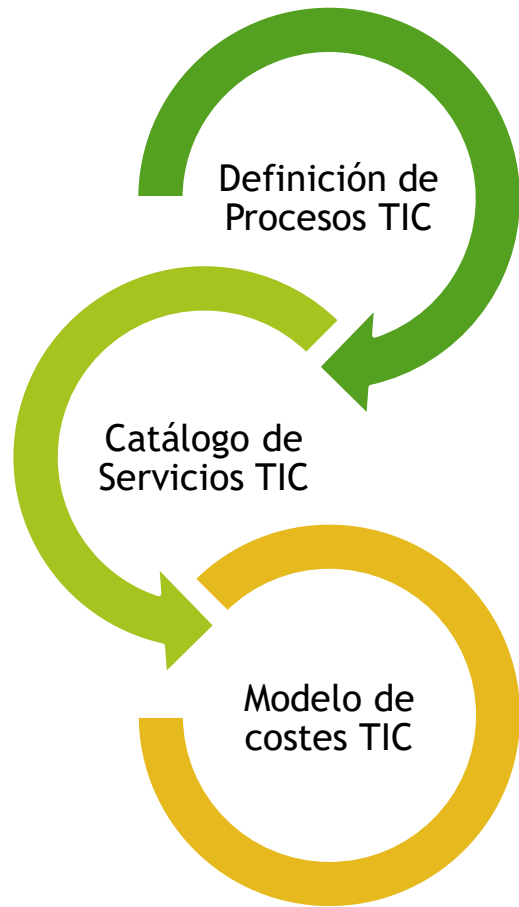 Definición de
Procesos TIC
Catálogo de
Servicios TIC
Modelo de
costes TIC